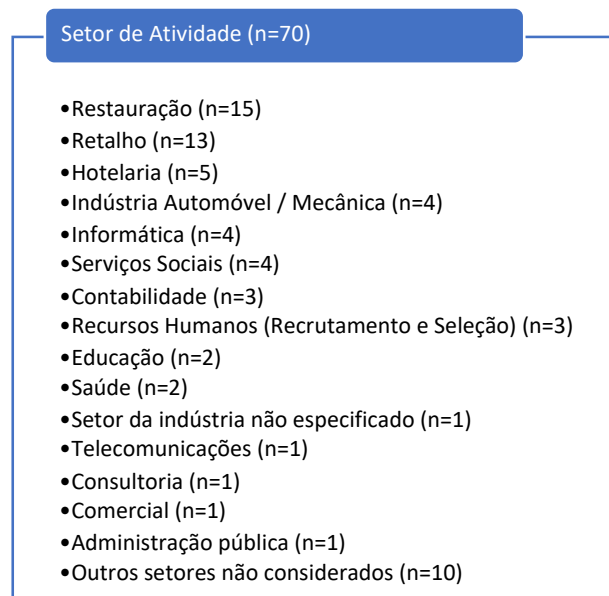 Setor de Atividade (n=70)
•Restauração (n=15)
•Retalho (n=13)
•Hotelaria (n=5)
•Indústria Automóvel / Mecânica (n=4)
•Informática (n=4)
•Serviços Sociais (n=4)
•Contabilidade (n=3)
•Recursos Humanos (Recrutamento e Seleção) (n=3)
•Educação (n=2)
•Saúde (n=2)
•Setor da indústria não especificado (n=1)
•Telecomunicações (n=1)
•Consultoria (n=1)
•Comercial (n=1)
•Administração pública (n=1)
•Outros setores não considerados (n=10)